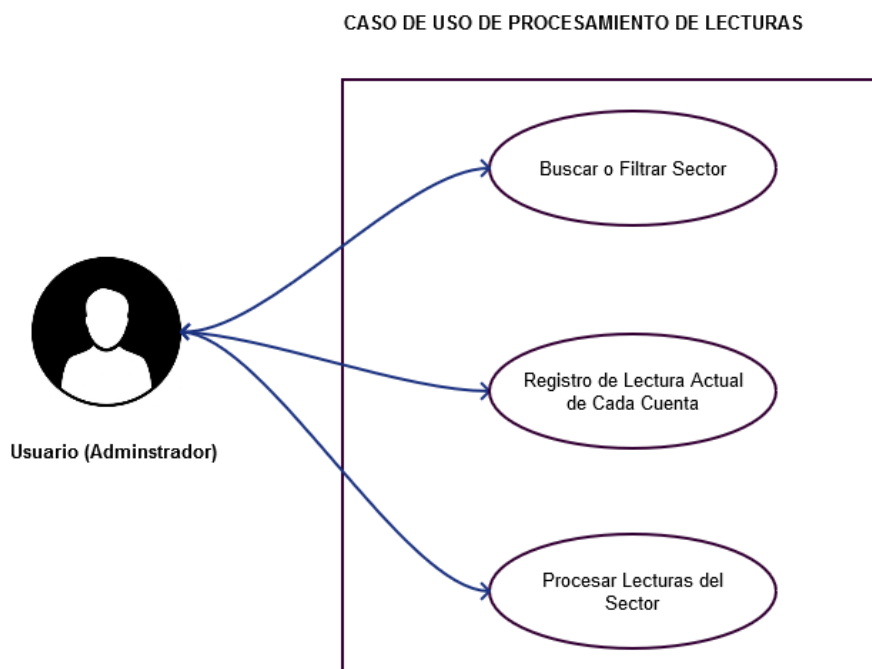 CASO DE USO DE PROCESAMIENTO DE LECTURAS
Buscar o Filtrar Sector
Registro de Lectura Actual
de Cada Cuenta
Usuario (Adminstrador)
Procesar Lecturas del
Sector